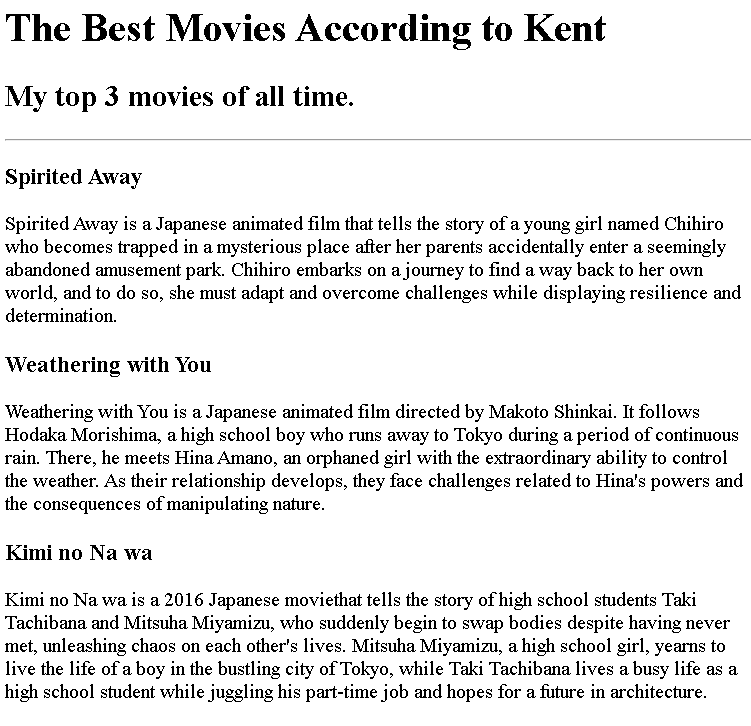 The Best Movies According to Kent
My top 3 movies of all time.
Spirited Away
Spirited Away is a Japanese animated film that tells the story of a young girl named Chihiro
who becomes trapped in a mysterious place after her parents accidentally enter a seemingly
abandoned amusement park. Chihiro embarks on a journey to find a way back to her own
world, and to do so, she must adapt and overcome challenges while displaying resilience and
determination.
Weathering with You
Weathering with You is a Japanese animated film directed by Makoto Shinkai. It follows
Hodaka Morishima, a high school boy who runs away to Tokyo during a period of continuous
rain. There, he meets Hina Amano, an orphaned girl with the extraordinary ability to control
the weather. As their relationship develops, they face challenges related to Hina's powers and
the consequences of manipulating nature.
Kimi no Na wa
Kimi no Na wa is a 2016 Japanese moviethat tells the story of high school students Taki
Tachibana and Mitsuha Miyamizu, who suddenly begin to swap bodies despite having never
met, unleashing chaos on each other's lives. Mitsuha Miyamizu, a high school girl, yearns to
live the life of a boy in the bustling city of Tokyo, while Taki Tachibana lives a busy life as a
high school student while juggling his part-time job and hopes for a future in architecture.